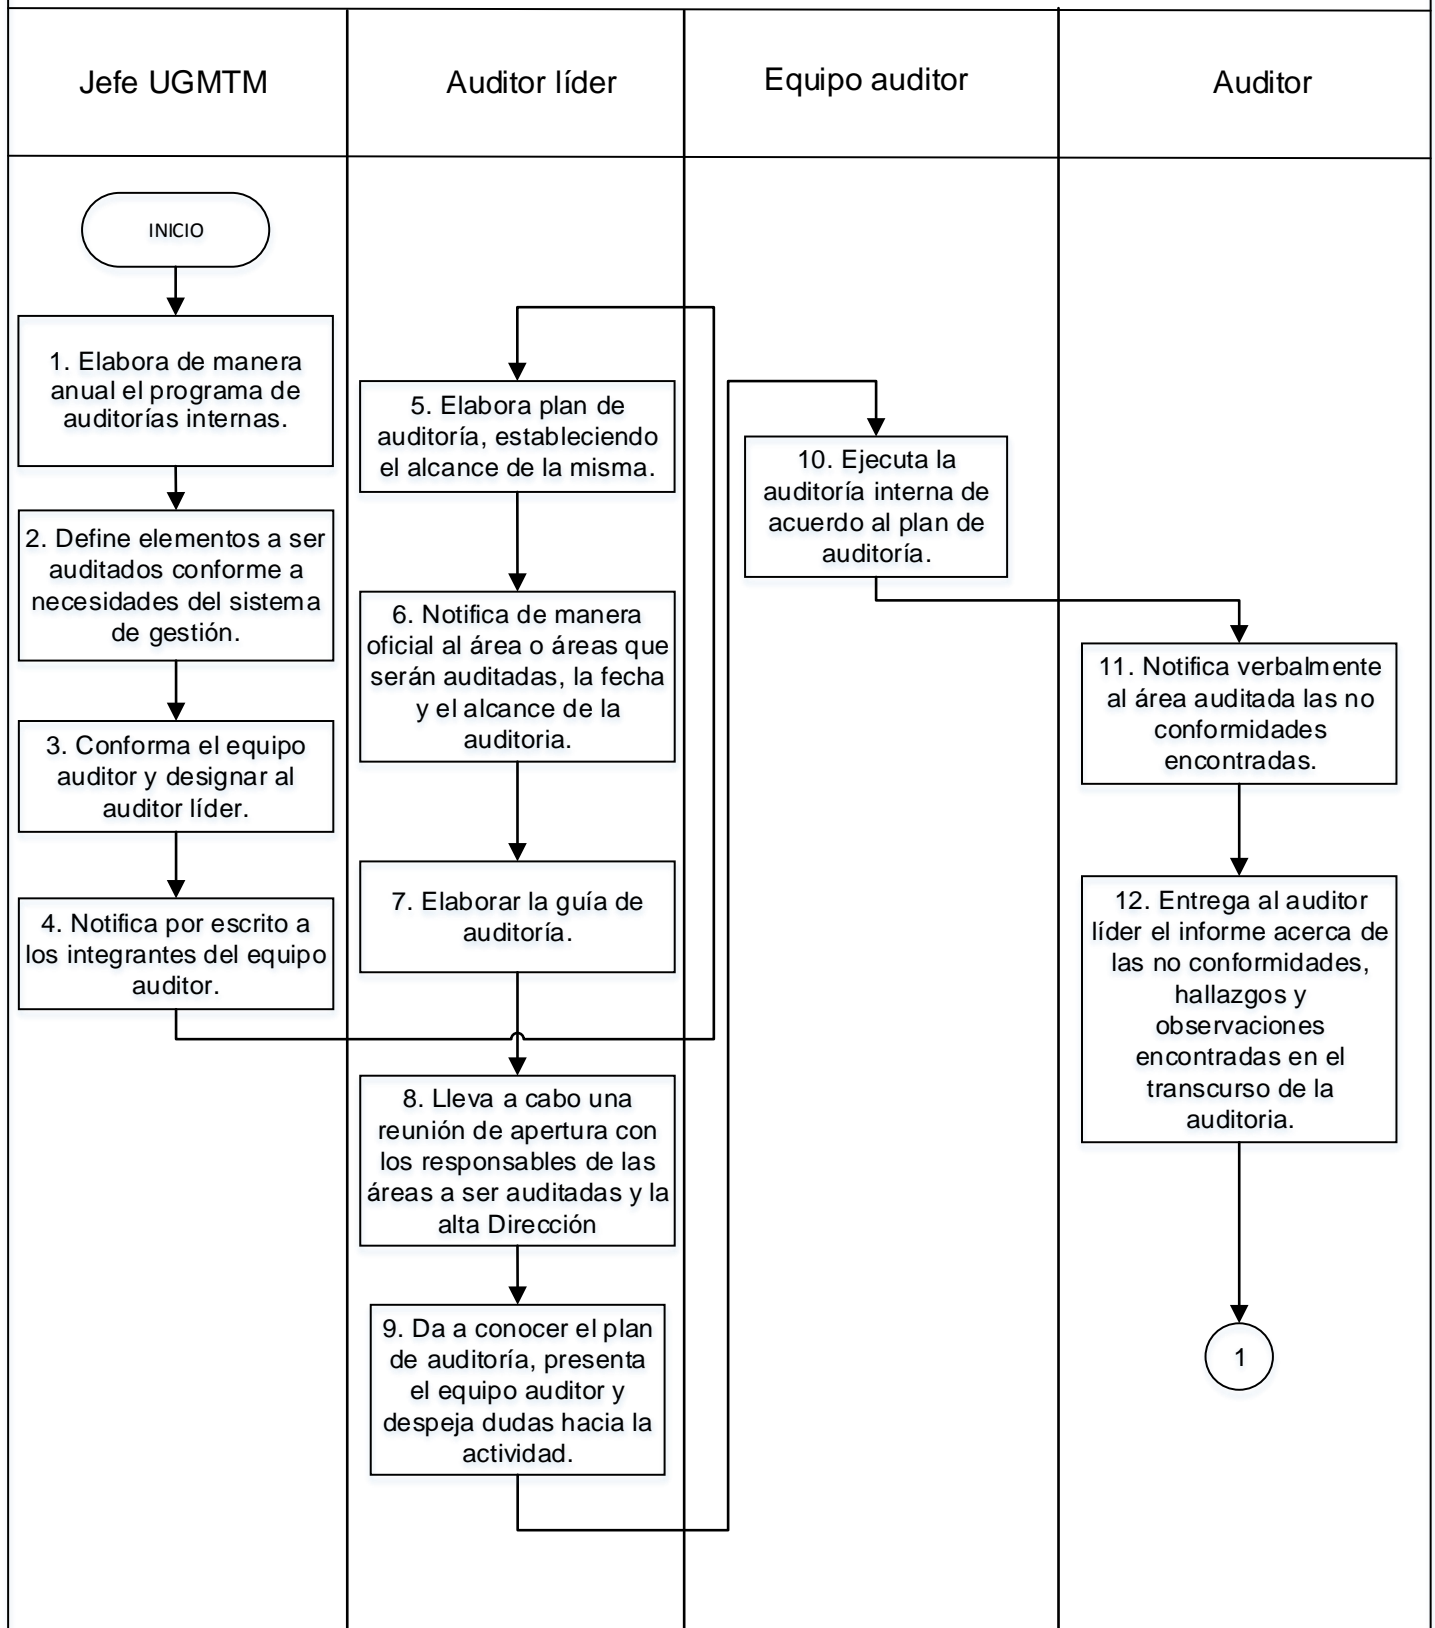 Jefe UGMTM
Auditor líder
Equipo auditor
Auditor
INICIO
1. Elabora de manera
anual el programa de
auditorías internas.
2. Define elementos a ser
auditados conforme a
necesidades del sistema
de gestión.
3. Conforma el equipo
auditor y designar al
auditor líder.
4. Notifica por escrito a
los integrantes del equipo
auditor.
5. Elabora plan de
auditoría, estableciendo
el alcance de la misma.
6. Notifica de manera
oficial al área o áreas que
serán auditadas, la fecha
y el alcance de la
auditoria.
7. Elaborar la guía de
auditoría.
8. Lleva a cabo una
reunión de apertura con
los responsables de las
áreas a ser auditadas y la
alta Dirección
9. Da a conocer el plan
de auditoría, presenta
el equipo auditor y
despeja dudas hacia la
actividad.
10. Ejecuta la
auditoría interna de
acuerdo al plan de
auditoría.
11. Notifica verbalmente
al área auditada las no
conformidades
encontradas.
12. Entrega al auditor
líder el informe acerca de
las no conformidades,
hallazgos y
observaciones
encontradas en el
transcurso de la
auditoria.
1